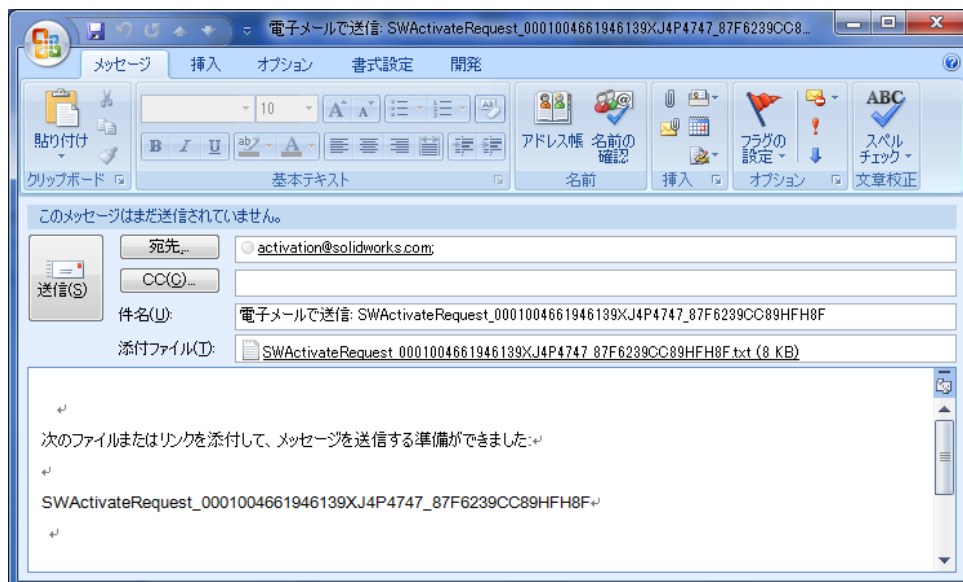 電子メールで送信: SWActivateRequest_0001004661946139XJ4P4747_87F6239CC8...
メッセージ 挿入 オプション 書式設定 開発
貼り付け
クリップボード
10
B I U ab A
基本テキスト
アドレス帳 名前の確認
名前
挿入
フラグの設定
オプション
ABC
スペルチェック
文章校正
このメッセージはまだ送信されていません。
送信(S)
宛先...
activation@solidworks.com;
CC(C)...
件名(U):
電子メールで送信: SWActivateRequest_0001004661946139XJ4P4747_87F6239CC89HFH8F
添付ファイル(T):
SWActivateRequest_0001004661946139XJ4P4747_87F6239CC89HFH8F.txt (8 KB)
次のファイルまたはリンクを添付して、メッセージを送信する準備ができました:
SWActivateRequest_0001004661946139XJ4P4747_87F6239CC89HFH8F